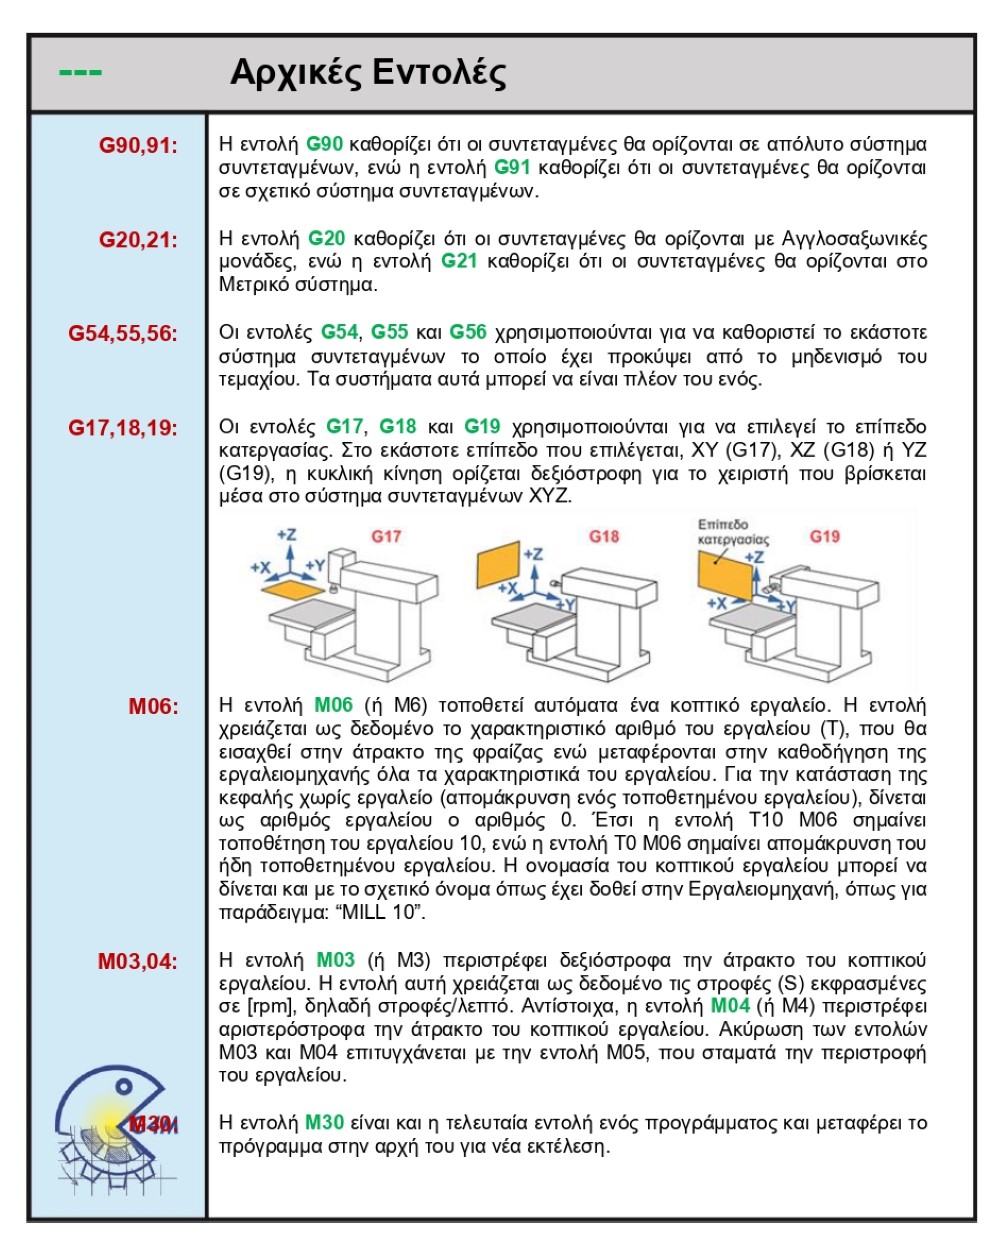 --- Αρχικές Εντολές
G90,91: Η εντολή G90 καθορίζει ότι οι συντεταγμένες θα ορίζονται σε απόλυτο σύστημα
συντεταγμένων, ενώ η εντολή G91 καθορίζει ότι οι συντεταγμένες θα ορίζονται
σε σχετικό σύστημα συντεταγμένων.
G20,21: Η εντολή G20 καθορίζει ότι οι συντεταγμένες θα ορίζονται με Αγγλοσαξωνικές
μονάδες, ενώ η εντολή G21 καθορίζει ότι οι συντεταγμένες θα ορίζονται στο
Μετρικό σύστημα.
G54,55,56: Οι εντολές G54, G55 και G56 χρησιμοποιούνται για να καθοριστεί το εκάστοτε
σύστημα συντεταγμένων το οποίο έχει προκύψει από το μηδενισμό του
τεμαχίου. Τα συστήματα αυτά μπορεί να είναι πλέον του ενός.
G17,18,19: Οι εντολές G17, G18 και G19 χρησιμοποιούνται για να επιλεγεί το επίπεδο
κατεργασίας. Στο εκάστοτε επίπεδο που επιλέγεται, XY (G17), XZ (G18) ή YZ
(G19), η κυκλική κίνηση ορίζεται δεξιόστροφη για το χειριστή που βρίσκεται
μέσα στο σύστημα συντεταγμένων XYZ.
+Z G17
+X +Y
G18
+Z
+X +Y
Επίπεδο
κατεργασίας G19
+Z
+X +Y
M06: Η εντολή M06 (ή M6) τοποθετεί αυτόματα ένα κοπτικό εργαλείο. Η εντολή
χρειάζεται ως δεδομένο το χαρακτηριστικό αριθμό του εργαλείου (T), που θα
εισαχθεί στην άτρακτο της φραίζας ενώ μεταφέρονται στην καθοδήγηση της
εργαλειομηχανής όλα τα χαρακτηριστικά του εργαλείου. Για την κατάσταση της
κεφαλής χωρίς εργαλείο (απομάκρυνση ενός τοποθετημένου εργαλείου), δίνεται
ως αριθμός εργαλείου ο αριθμός 0. Έτσι η εντολή T10 M06 σημαίνει
τοποθέτηση του εργαλείου 10, ενώ η εντολή T0 M06 σημαίνει απομάκρυνση του
ήδη τοποθετημένου εργαλείου. Η ονομασία του κοπτικού εργαλείου μπορεί να
δίνεται και με το σχετικό όνομα όπως έχει δοθεί στην Εργαλειομηχανή, όπως για
παράδειγμα: “MILL 10”.
M03,04: Η εντολή M03 (ή M3) περιστρέφει δεξιόστροφα την άτρακτο του κοπτικού
εργαλείου. Η εντολή αυτή χρειάζεται ως δεδομένο τις στροφές (S) εκφρασμένες
σε [rpm], δηλαδή στροφές/λεπτό. Αντίστοιχα, η εντολή M04 (ή M4) περιστρέφει
αριστερόστροφα την άτρακτο του κοπτικού εργαλείου. Ακύρωση των εντολών
M03 και M04 επιτυγχάνεται με την εντολή M05, που σταματά την περιστροφή
του εργαλείου.
M30: Η εντολή M30 είναι και η τελευταία εντολή ενός προγράμματος και μεταφέρει το
πρόγραμμα στην αρχή του για νέα εκτέλεση.